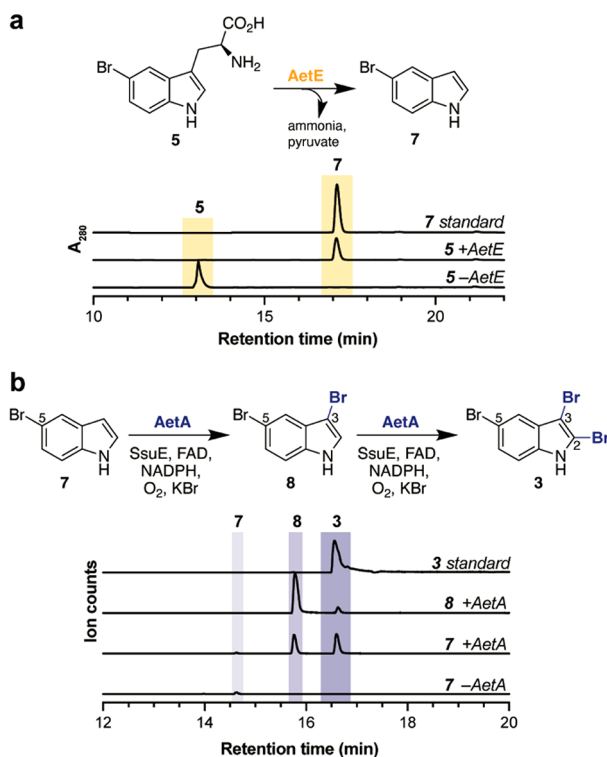 a
CO₂H
Br
NH₂
N
H
5
AetE
ammonia,
pyruvate
Br
N
H
7
5
7
7 standard
5 +AetE
5 –AetE
A₂₈₀
10 15 20
Retention time (min)
b
Br
5
N
H
7
AetA
SsuE, FAD,
NADPH,
O₂, KBr
Br
Br
5
3
N
H
8
AetA
SsuE, FAD,
NADPH,
O₂, KBr
Br
Br
5
3
2
Br
N
H
3
7 8 3
3 standard
8 +AetA
7 +AetA
7 –AetA
Ion counts
12 14 16 18 20
Retention time (min)